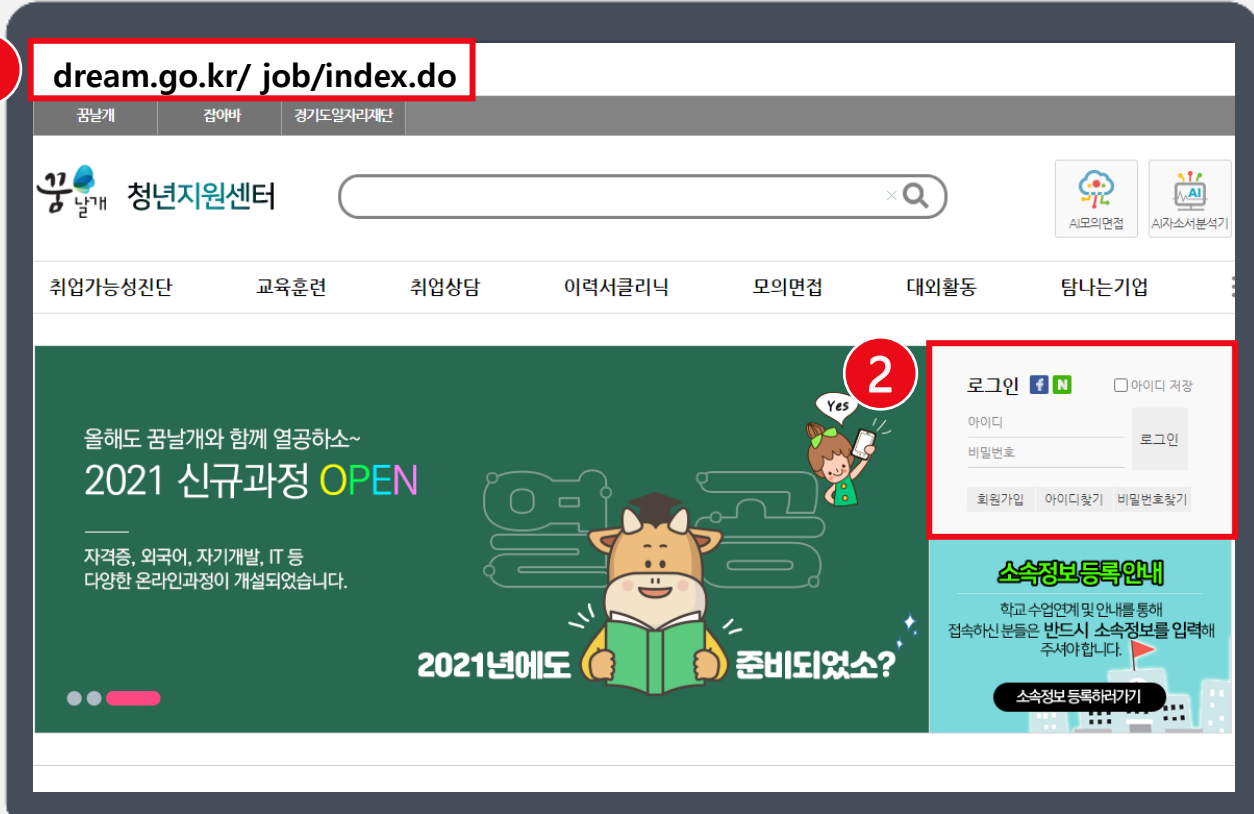 dream.go.kr/ job/index.do
꿈날개 잡아바 경기도일자리재단
꿈날개 청년지원센터
AI모의면접 AI자소서분석기
취업가능성진단 교육훈련 취업상담 이력서클리닉 모의면접 대외활동 탐나는기업
2
로그인 f N 아이디 저장
아이디
비밀번호
로그인
회원가입 아이디찾기 비밀번호찾기
Yes
올해도 꿈날개와 함께 열공하소~
2021 신규과정 OPEN
열공
자격증, 외국어, 자기개발, IT 등
다양한 온라인과정이 개설되었습니다.
2021년에도 준비되었소?
소속정보 등록 안내
학교 수업연계 및 안내를 통해
접속하신 분들은 반드시 소속정보를 입력해
주셔야 합니다.
소속정보 등록하러가기